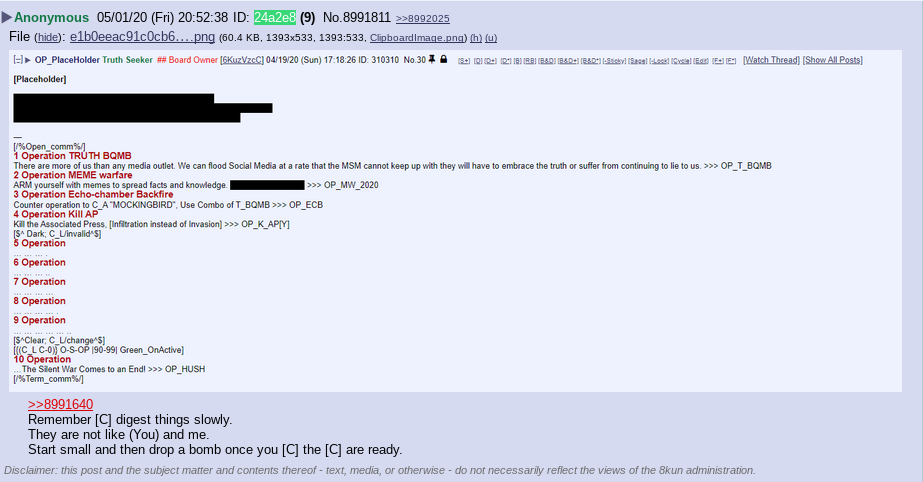 ▶Anonymous 05/01/20 (Fri) 20:52:38 ID: 24a2e8 (9) No.8991811 >>8992025
File (hide): e1b0eeac91c0cb6….png (60.4 KB, 1393x533, 1393:533, ClipboardImage.png) (h) (u)
[–]▶ OP_PlaceHolder Truth Seeker ## Board Owner [6KuzVzcC] 04/19/20 (Sun) 17:18:26 ID: 310310 No.30 [S+] [D] [D+] [D*] [B] [RB] [B&D] [B&D+] [B&D*] [-Sticky] [Sage] [-Lock] [Cycle] [Edit] [F+] [F*] [Watch Thread] [Show All Posts]
[Placeholder]
—
[/%Open_comm%/]
1 Operation TRUTH BQMB
There are more of us than any media outlet. We can flood Social Media at a rate that the MSM cannot keep up with they will have to embrace the truth or suffer from continuing to lie to us. >>> OP_T_BQMB
2 Operation MEME warfare
ARM yourself with memes to spread facts and knowledge. >>> OP_MW_2020
3 Operation Echo-chamber Backfire
Counter operation to C_A "MOCKINGBIRD", Use Combo of T_BQMB >>> OP_ECB
4 Operation Kill AP
Kill the Associated Press, [Infiltration instead of Invasion] >>> OP_K_AP[Y]
[$^ Dark; C_L/invalid^$]
5 Operation
... ... ... .
6 Operation
... ... ... ..
7 Operation
... ... ... ...
8 Operation
... ... ... ... .
9 Operation
... ... ... ... ... ..
[$^Clear; C_L/change^$]
[{(C_L C-0)} O-S-OP |90-99| Green_OnActive]
10 Operation
…The Silent War Comes to an End! >>> OP_HUSH
[/%Term_comm%/]
>>8991640
Remember [C] digest things slowly.
They are not like (You) and me.
Start small and then drop a bomb once you [C] the [C] are ready.
Disclaimer: this post and the subject matter and contents thereof - text, media, or otherwise - do not necessarily reflect the views of the 8kun administration.